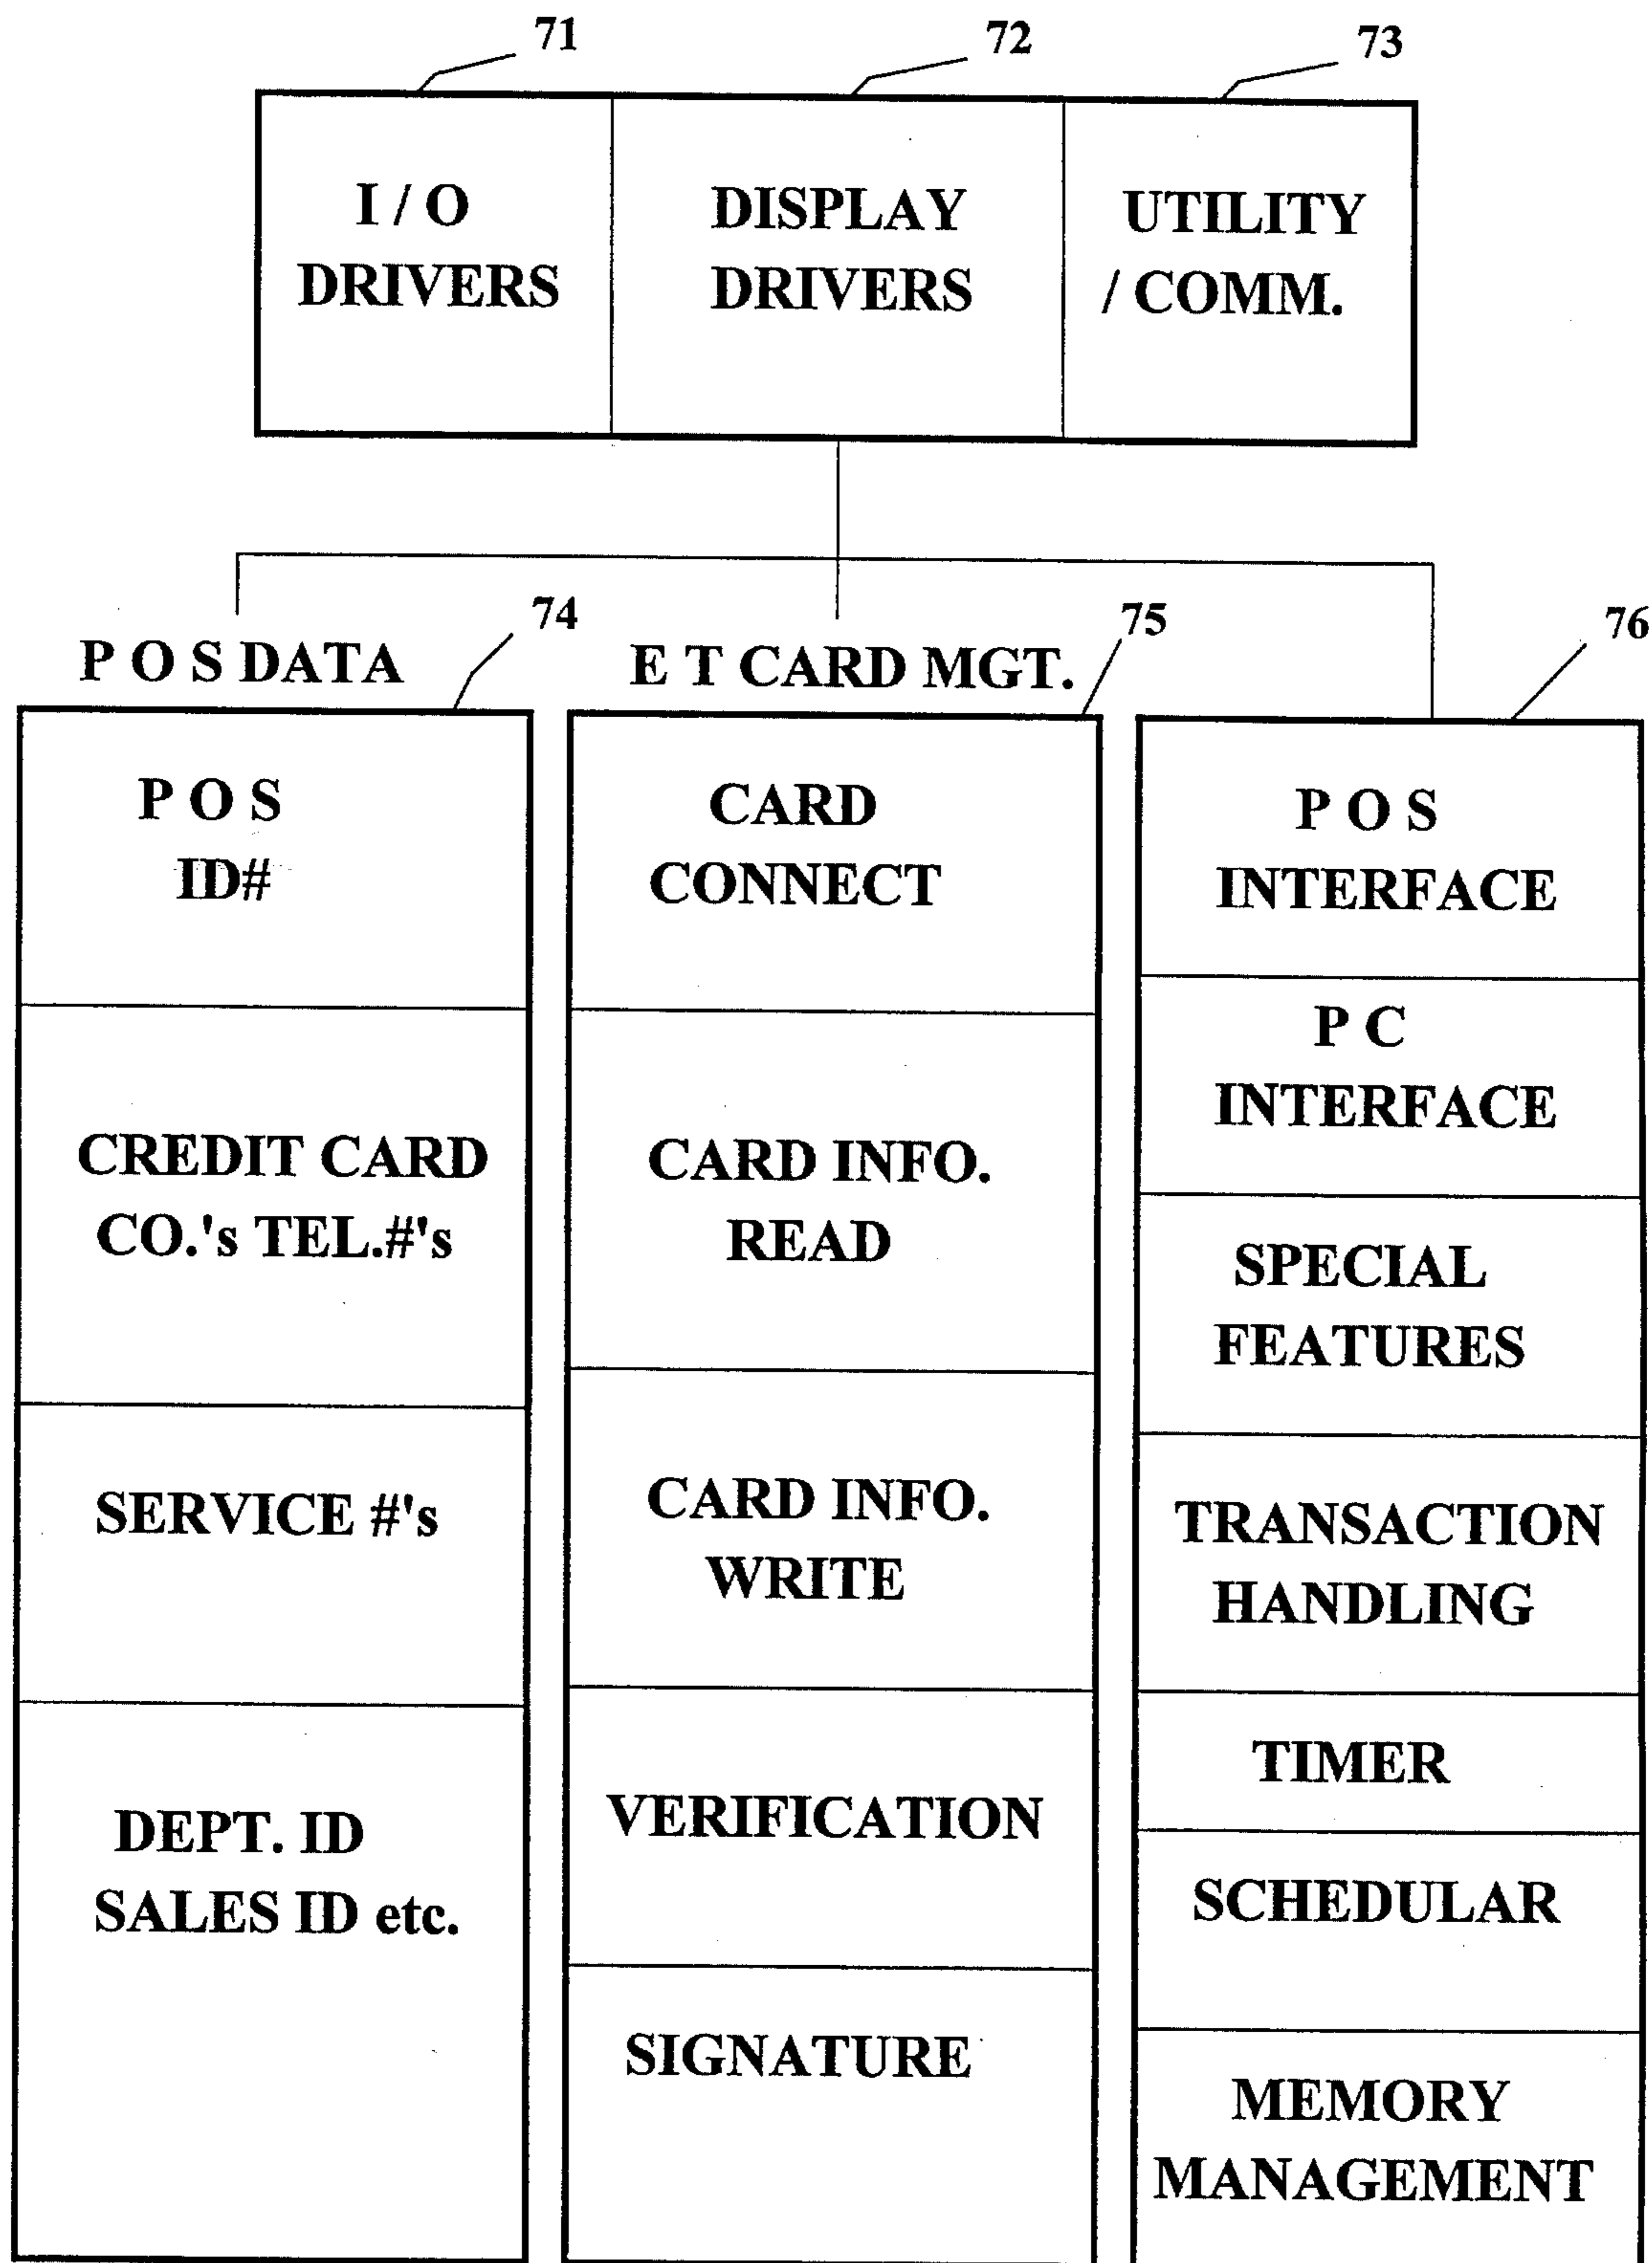 71
72
73
I / O
DRIVERS
DISPLAY
DRIVERS
UTILITY
/ COMM.
74
75
76
P O S DATA
E T CARD MGT.
P O S
ID#
CREDIT CARD
CO.'s TEL.#'s
SERVICE #'s
DEPT. ID
SALES ID etc.
CARD
CONNECT
CARD INFO.
READ
CARD INFO.
WRITE
VERIFICATION
SIGNATURE
P O S
INTERFACE
P C
INTERFACE
SPECIAL
FEATURES
TRANSACTION
HANDLING
TIMER
SCHEDULAR
MEMORY
MANAGEMENT